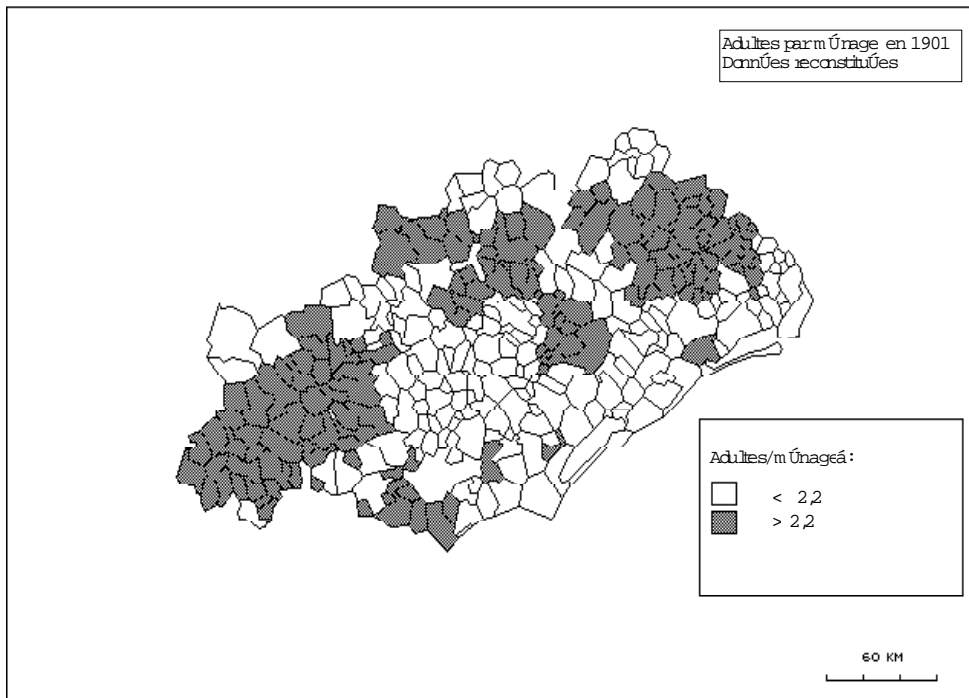 Adultes par mÚnage en 1901
DonnÚes reconstituÚes
Adultes/mÚnageá:
< 2,2
> 2,2
60 KM